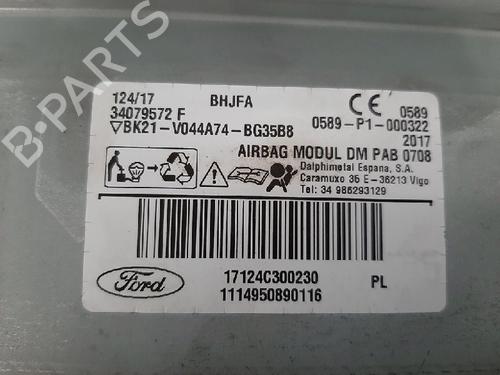 124/17 BHJFA 0589
34079572 F 0589-P1-000322
▽BK21-V044A74-BG35B8 2017
AIRBAG MODUL DM PAB 0708
Dalphimetal Espana, S.A.
Caramuxo 35 E-36213 Vigo
Tel: 34 986293129
Ford
17124C300230 PL
1114950890116
B-PARTS